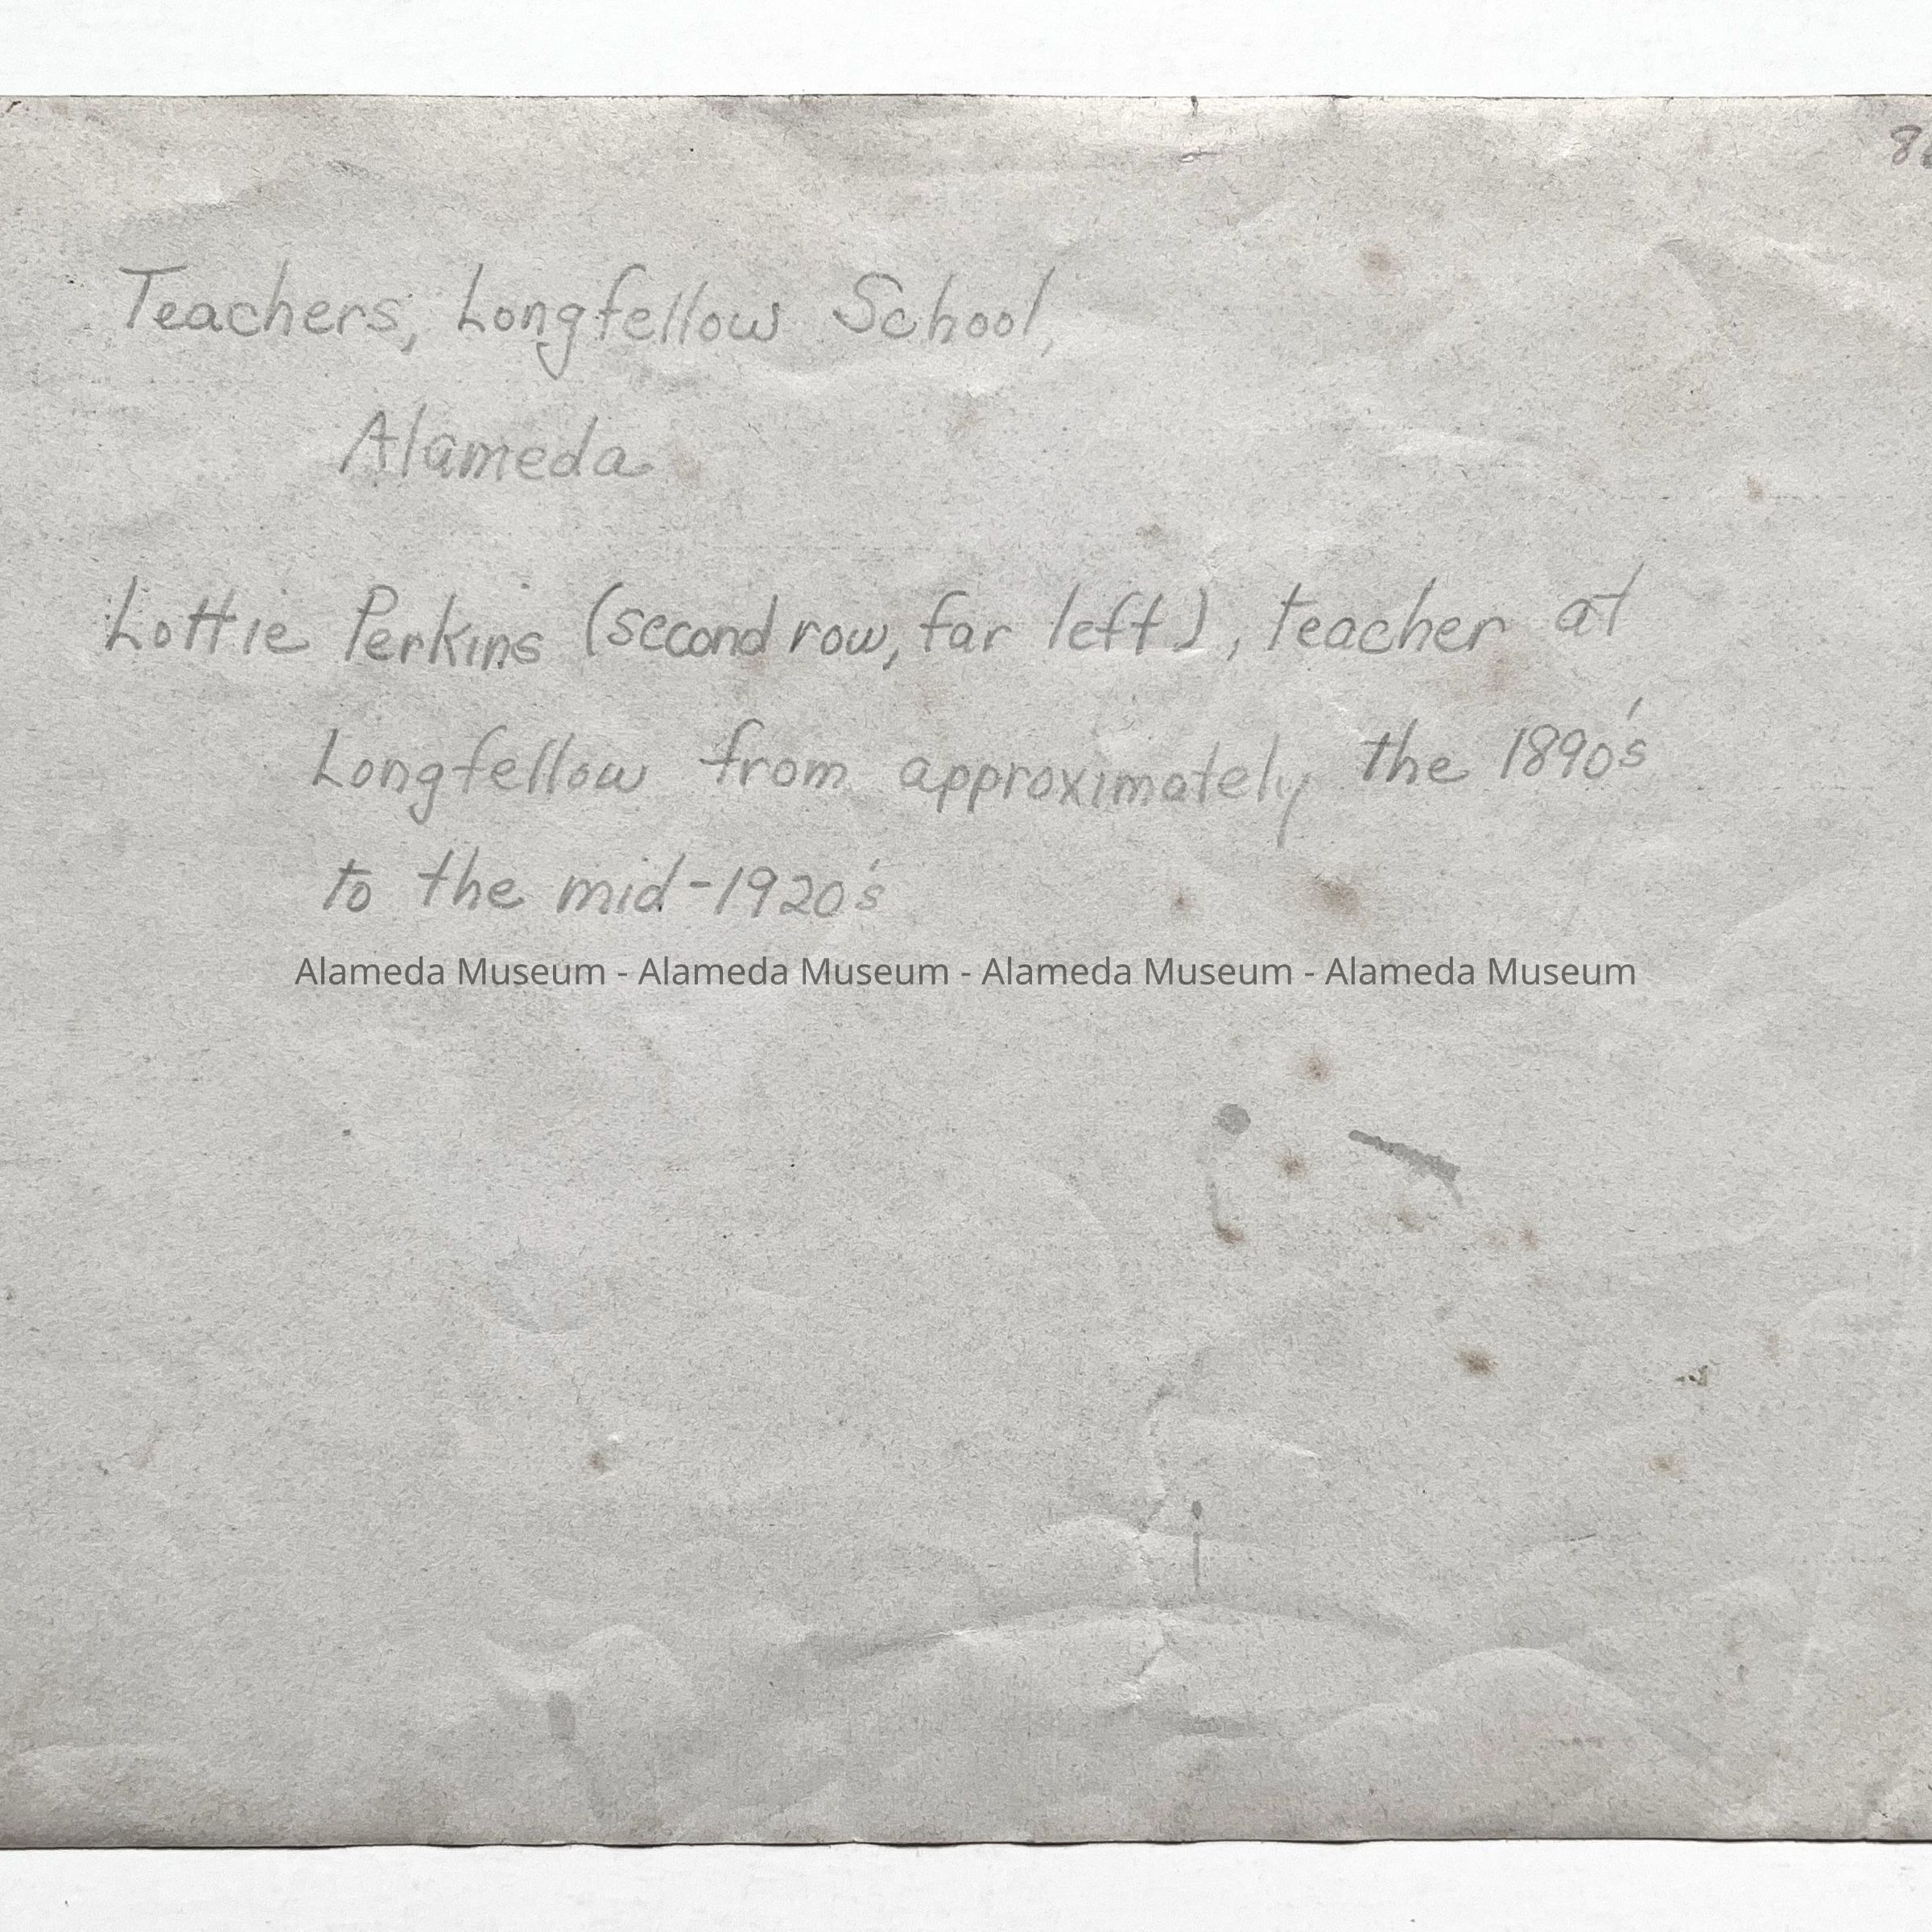 Teachers, Longfellow School,
Alameda
Lottie Perkins (second row, far left), teacher at
Longfellow from approximately the 1890's
to the mid-1920's
Alameda Museum - Alameda Museum - Alameda Museum - Alameda Museum